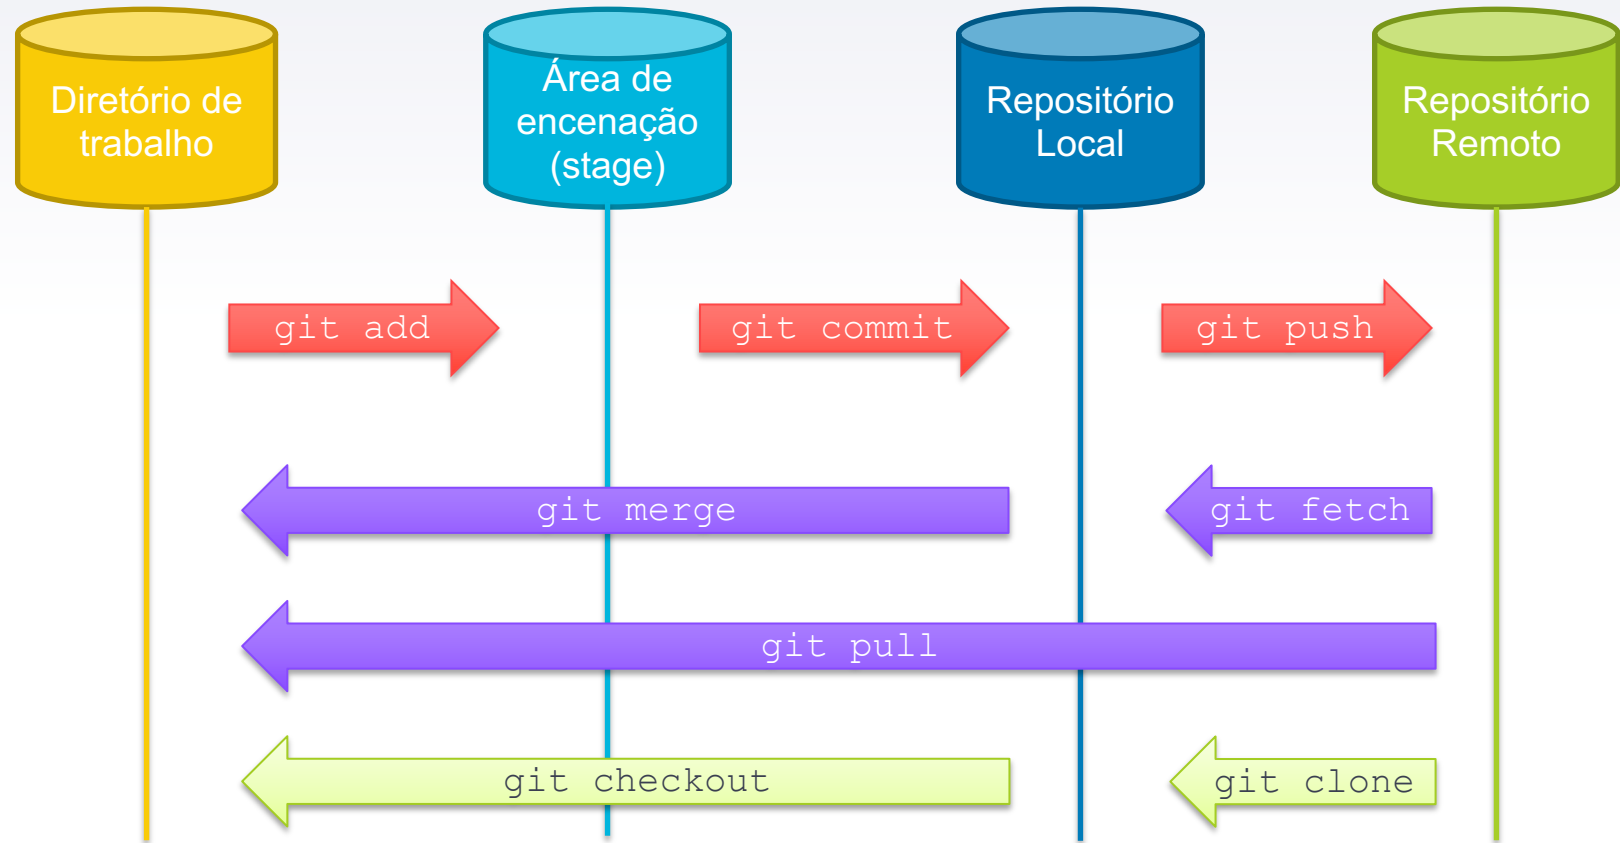 Diretório de
trabalho
Área de
encenação
(stage)
Repositório
Local
Repositório
Remoto
git add
git commit
git push
git merge
git fetch
git pull
git checkout
git clone